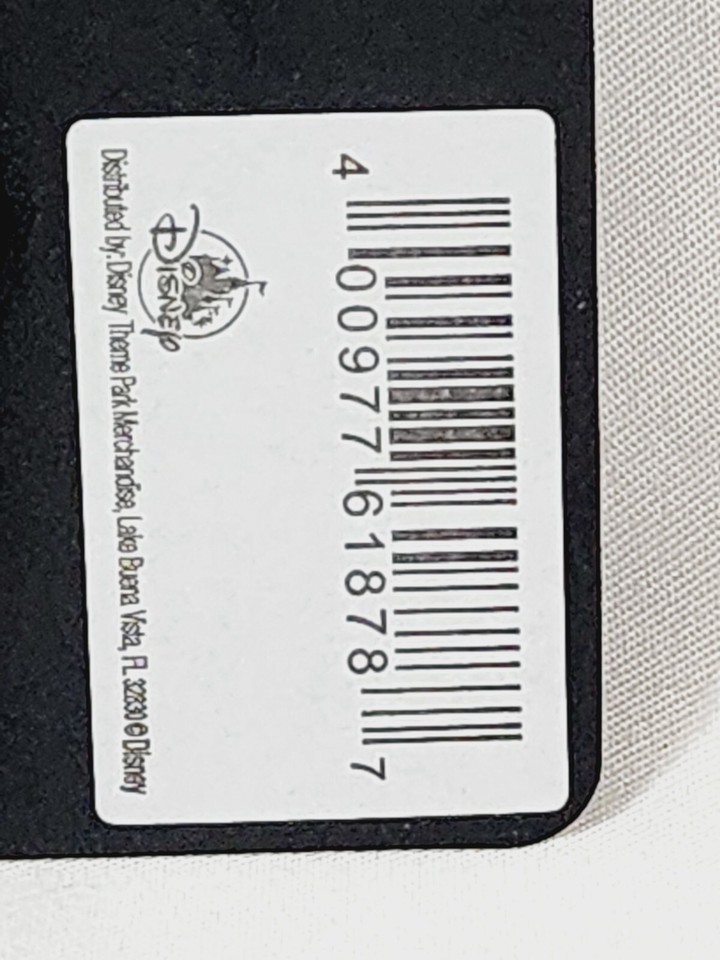 4 00977 61878 7
Disney
Distributed by: Disney Theme Park Merchandise, Lake Buena Vista, FL 32830 © Disney